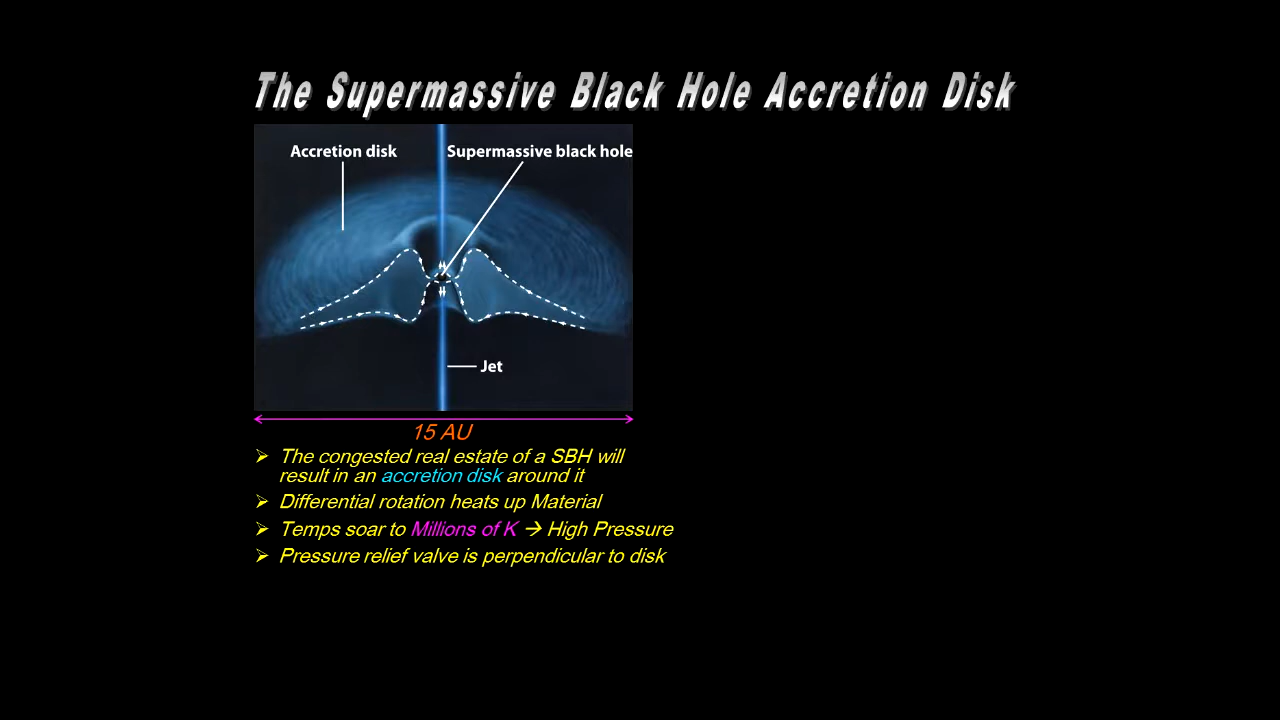 The Supermassive Black Hole Accretion Disk
Accretion disk
Supermassive black hole
Jet
15 AU
➢ The congested real estate of a SBH will
result in an accretion disk around it
➢ Differential rotation heats up Material
➢ Temps soar to Millions of K → High Pressure
➢ Pressure relief valve is perpendicular to disk